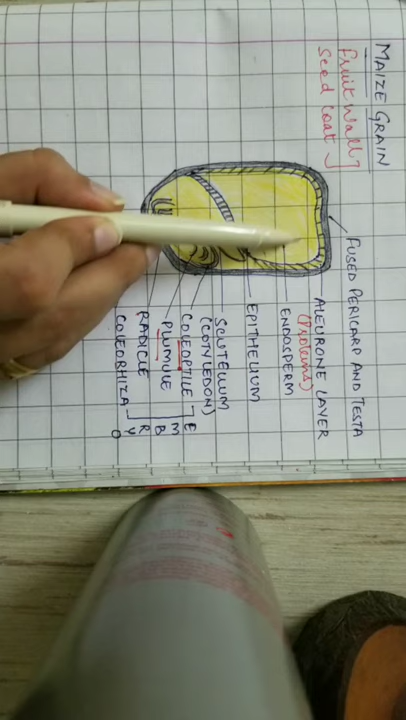 MAIZE GRAIN
Fruit wall
Seed Coat
FUSED PERICARP AND TESTA
ALEURONE LAYER
(Proteins)
ENDOSPERM
EPITHELIUM
SCUTELLUM
(COTYLEDON)
COLEOPTILE
PLUMULE
RADICLE
COLEORHIZA
E
M
B
R
Y
O